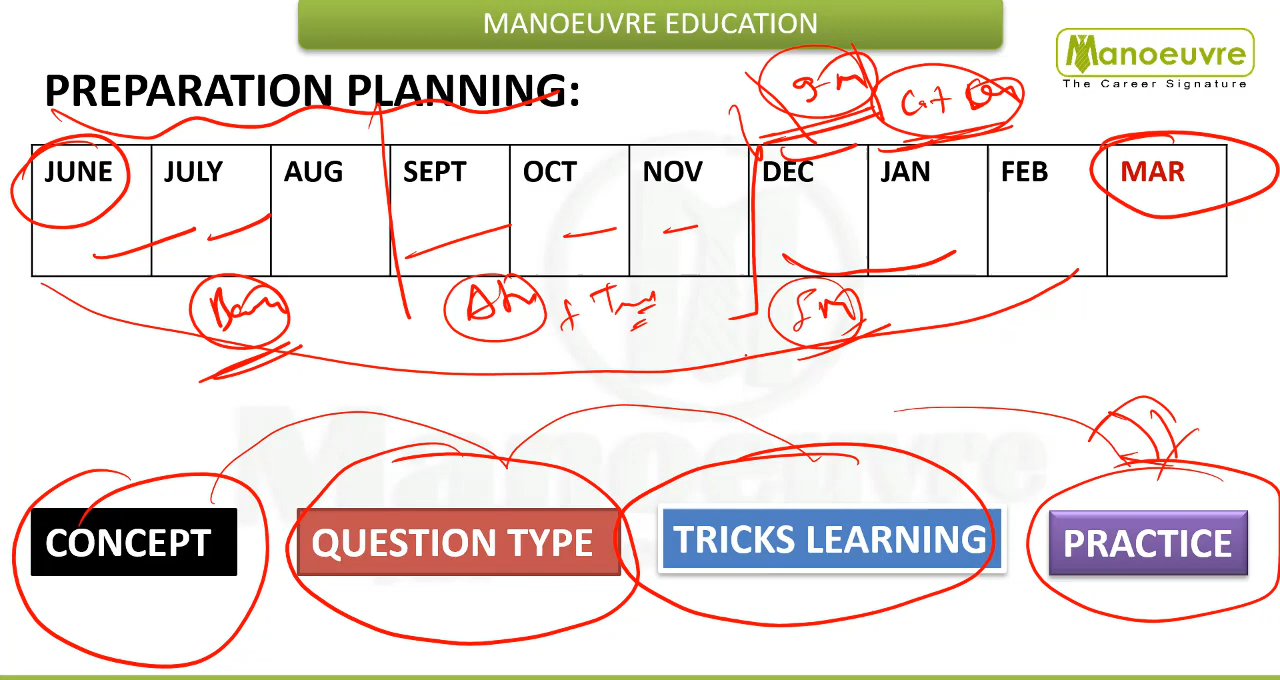 MANOEUVRE EDUCATION
Manoeuvre
The Career Signature
PREPARATION PLANNING:
JUNE JULY AUG SEPT OCT NOV DEC JAN FEB MAR
CONCEPT QUESTION TYPE TRICKS LEARNING PRACTICE
Manoeuvre